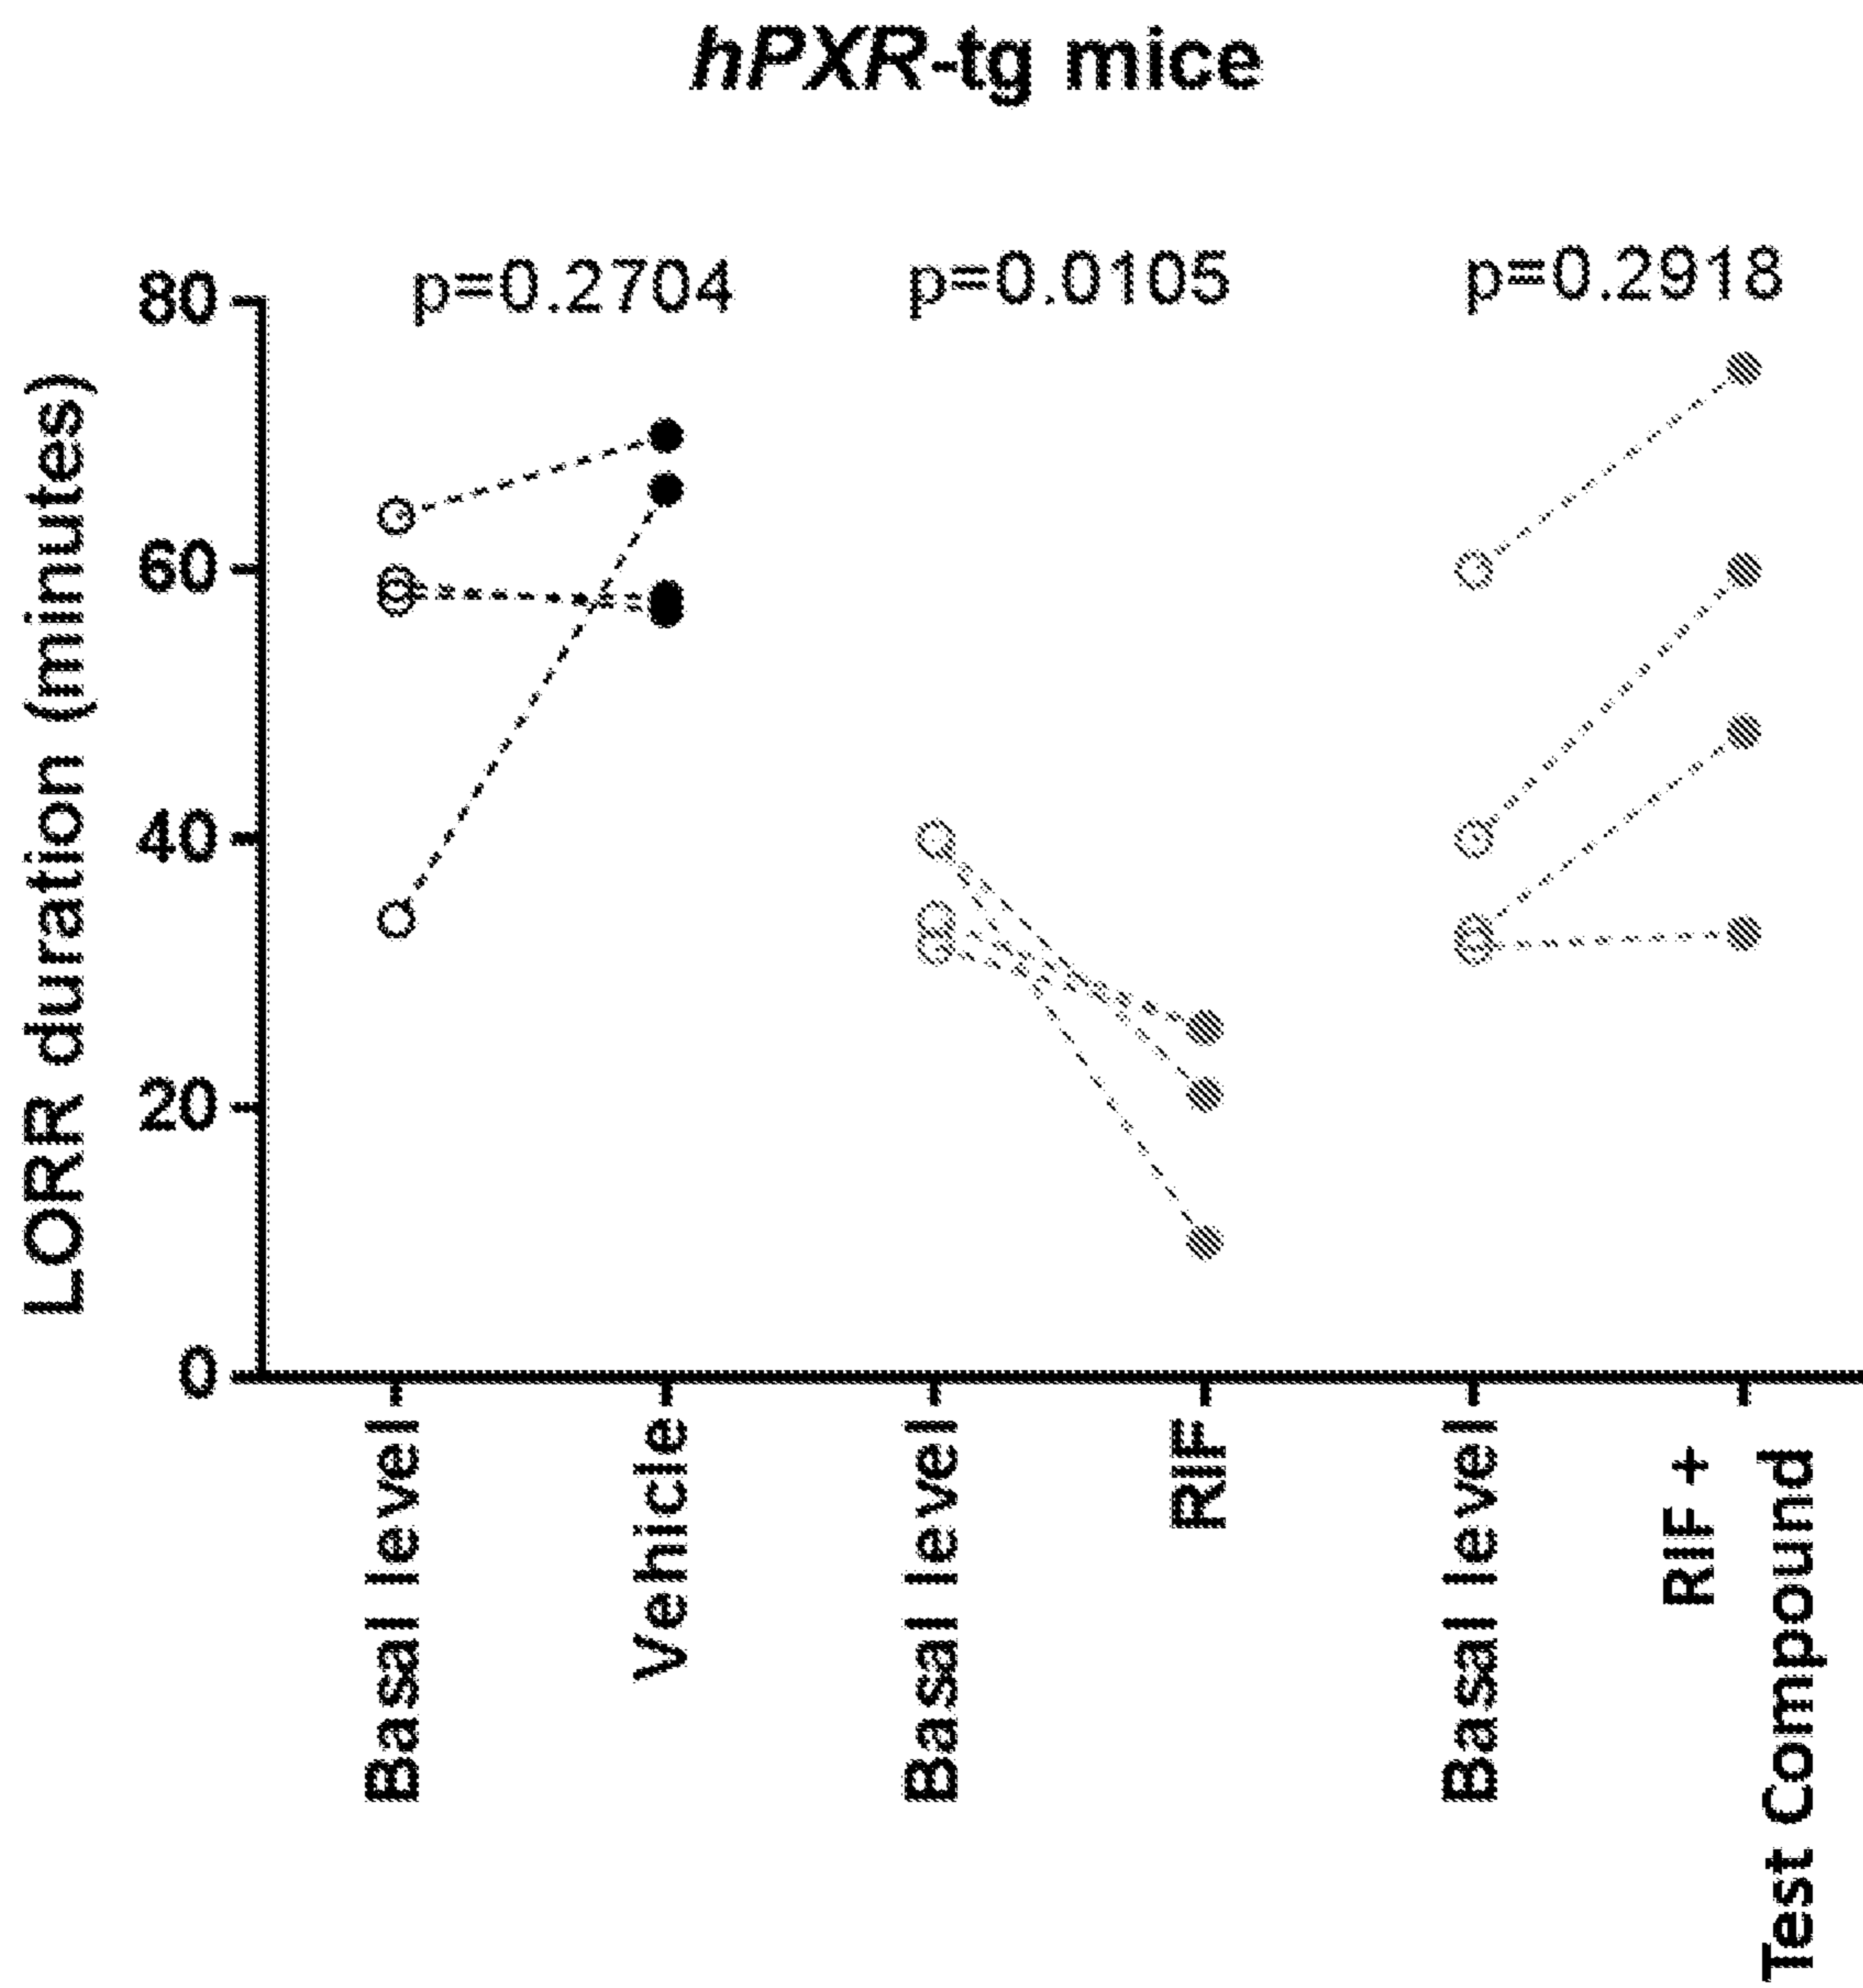 hPXR-tg mice
p=0.2704
p=0.0105
p=0.2918
LORR duration (minutes)
80
60
40
20
0
Basal level
Vehicle
Basal level
RIF
Basal level
RIF +
Test Compound